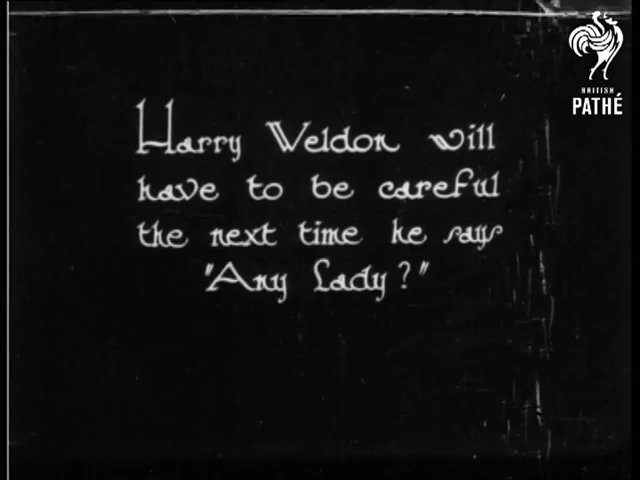 BRITISH
PATHÉ
Harry Weldon will
have to be careful
the next time he says
"Any Lady?"